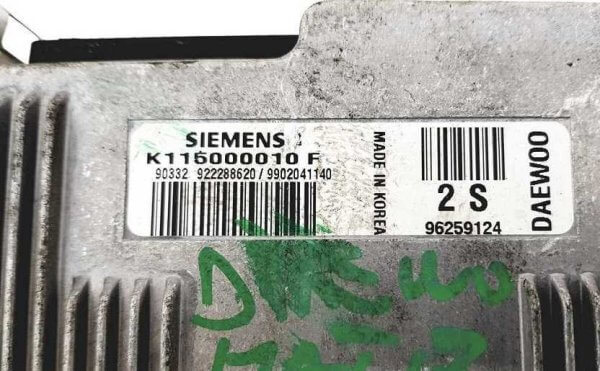 SIEMENS
K115000010 F
90332 922288620 / 9902041140
MADE IN KOREA
2 S
96259124
DAEWOO